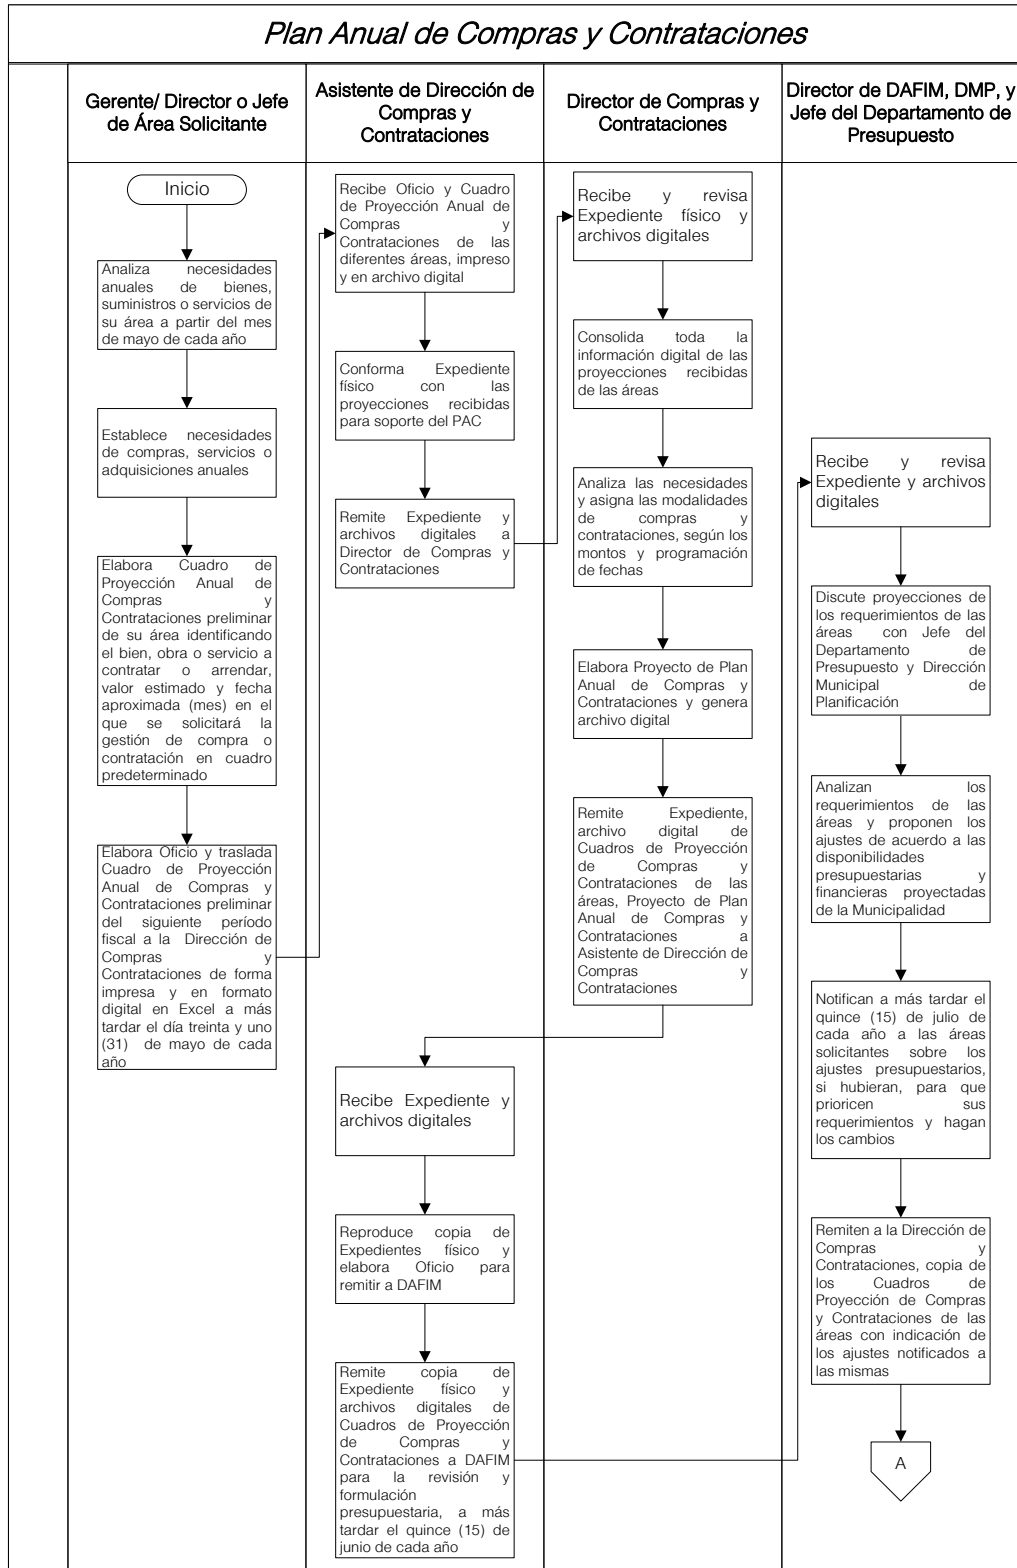 Plan Anual de Compras y Contrataciones
Gerente/ Director o Jefe
de Área Solicitante
Asistente de Dirección de
Compras y
Contrataciones
Director de Compras y
Contrataciones
Director de DAFIM, DMP, y
Jefe del Departamento de
Presupuesto
Inicio
Analiza necesidades
anuales de bienes,
suministros o servicios de
su área a partir del mes
de mayo de cada año
Establece necesidades
de compras, servicios o
adquisiciones anuales
Elabora Cuadro de
Proyección Anual de
Compras y
Contrataciones preliminar
de su área identificando
el bien, obra o servicio a
contratar o arrendar,
valor estimado y fecha
aproximada (mes) en el
que se solicitará la
gestión de compra o
contratación en cuadro
predeterminado
Elabora Oficio y traslada
Cuadro de Proyección
Anual de Compras y
Contrataciones preliminar
del siguiente período
fiscal a la Dirección de
Compras y
Contrataciones de forma
impresa y en formato
digital en Excel a más
tardar el día treinta y uno
(31) de mayo de cada
año
Recibe Oficio y Cuadro
de Proyección Anual de
Compras y
Contrataciones de las
diferentes áreas, impreso
y en archivo digital
Conforma Expediente
físico con las
proyecciones recibidas
para soporte del PAC
Remite Expediente y
archivos digitales a
Director de Compras y
Contrataciones
Recibe y revisa
Expediente físico y
archivos digitales
Consolida toda la
información digital de las
proyecciones recibidas
de las áreas
Analiza las necesidades
y asigna las modalidades
de compras y
contrataciones, según los
montos y programación
de fechas
Elabora Proyecto de Plan
Anual de Compras y
Contrataciones y genera
archivo digital
Remite Expediente,
archivo digital de
Cuadros de Proyección
de Compras y
Contrataciones de las
áreas, Proyecto de Plan
Anual de Compras y
Contrataciones a
Asistente de Dirección de
Compras y
Contrataciones
Recibe Expediente y
archivos digitales
Reproduce copia de
Expedientes físico y
elabora Oficio para
remitir a DAFIM
Remite copia de
Expediente físico y
archivos digitales de
Cuadros de Proyección
de Compras y
Contrataciones a DAFIM
para la revisión y
formulación
presupuestaria, a más
tardar el quince (15) de
junio de cada año
Recibe y revisa
Expediente y archivos
digitales
Discute proyecciones de
los requerimientos de las
áreas con Jefe del
Departamento de
Presupuesto y Dirección
Municipal de
Planificación
Analizan los
requerimientos de las
áreas y proponen los
ajustes de acuerdo a las
disponibilidades
presupuestarias y
financieras proyectadas
de la Municipalidad
Notifican a más tardar el
quince (15) de julio de
cada año a las áreas
solicitantes sobre los
ajustes presupuestarios,
si hubieran, para que
prioricen sus
requerimientos y hagan
los cambios
Remiten a la Dirección de
Compras y
Contrataciones, copia de
los Cuadros de
Proyección de Compras
y Contrataciones de las
áreas con indicación de
los ajustes notificados a
las mismas
A